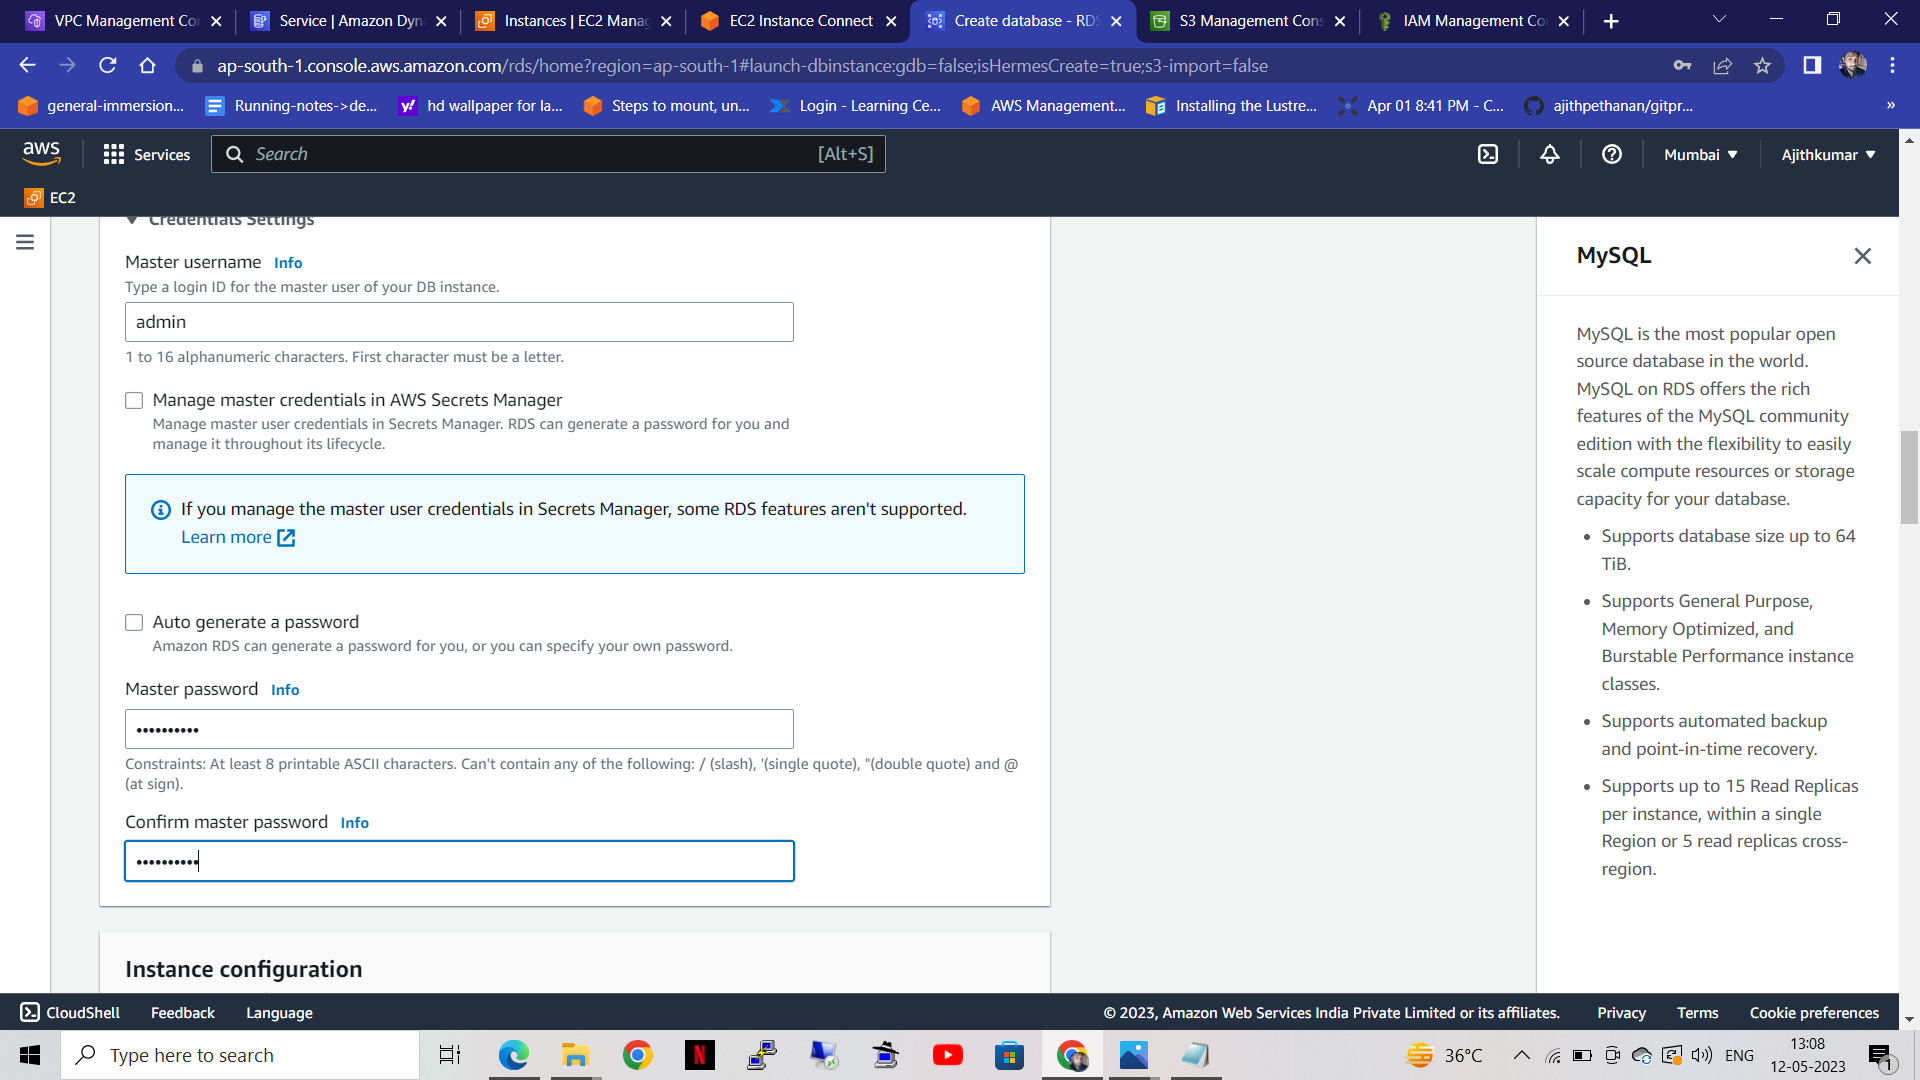 VPC Management Co
Service | Amazon Dyn
Instances | EC2 Manag
EC2 Instance Connect
Create database - RDS
S3 Management Cons
IAM Management Co
ap-south-1.console.aws.amazon.com/rds/home?region=ap-south-1#launch-dbinstance:gdb=false;isHermesCreate=true;s3-import=false
general-immersion...
Running-notes->de...
hd wallpaper for la...
Steps to mount, un...
Login - Learning Ce...
AWS Management...
Installing the Lustre...
Apr 01 8:41 PM - C...
ajithpethanan/gitpr...
»
aws
Services
Search
[Alt+S]
Mumbai
Ajithkumar
EC2
Credentials Settings
Master username Info
Type a login ID for the master user of your DB instance.
admin
1 to 16 alphanumeric characters. First character must be a letter.
Manage master credentials in AWS Secrets Manager
Manage master user credentials in Secrets Manager. RDS can generate a password for you and
manage it throughout its lifecycle.
If you manage the master user credentials in Secrets Manager, some RDS features aren't supported.
Learn more
Auto generate a password
Amazon RDS can generate a password for you, or you can specify your own password.
Master password Info
••••••••••
Constraints: At least 8 printable ASCII characters. Can't contain any of the following: / (slash), '(single quote), "(double quote) and @
(at sign).
Confirm master password Info
••••••••••
Instance configuration
MySQL
MySQL is the most popular open
source database in the world.
MySQL on RDS offers the rich
features of the MySQL community
edition with the flexibility to easily
scale compute resources or storage
capacity for your database.
• Supports database size up to 64
TiB.
• Supports General Purpose,
Memory Optimized, and
Burstable Performance instance
classes.
• Supports automated backup
and point-in-time recovery.
• Supports up to 15 Read Replicas
per instance, within a single
Region or 5 read replicas cross-
region.
CloudShell
Feedback
Language
© 2023, Amazon Web Services India Private Limited or its affiliates.
Privacy
Terms
Cookie preferences
Type here to search
36°C
ENG
13:08
12-05-2023
1